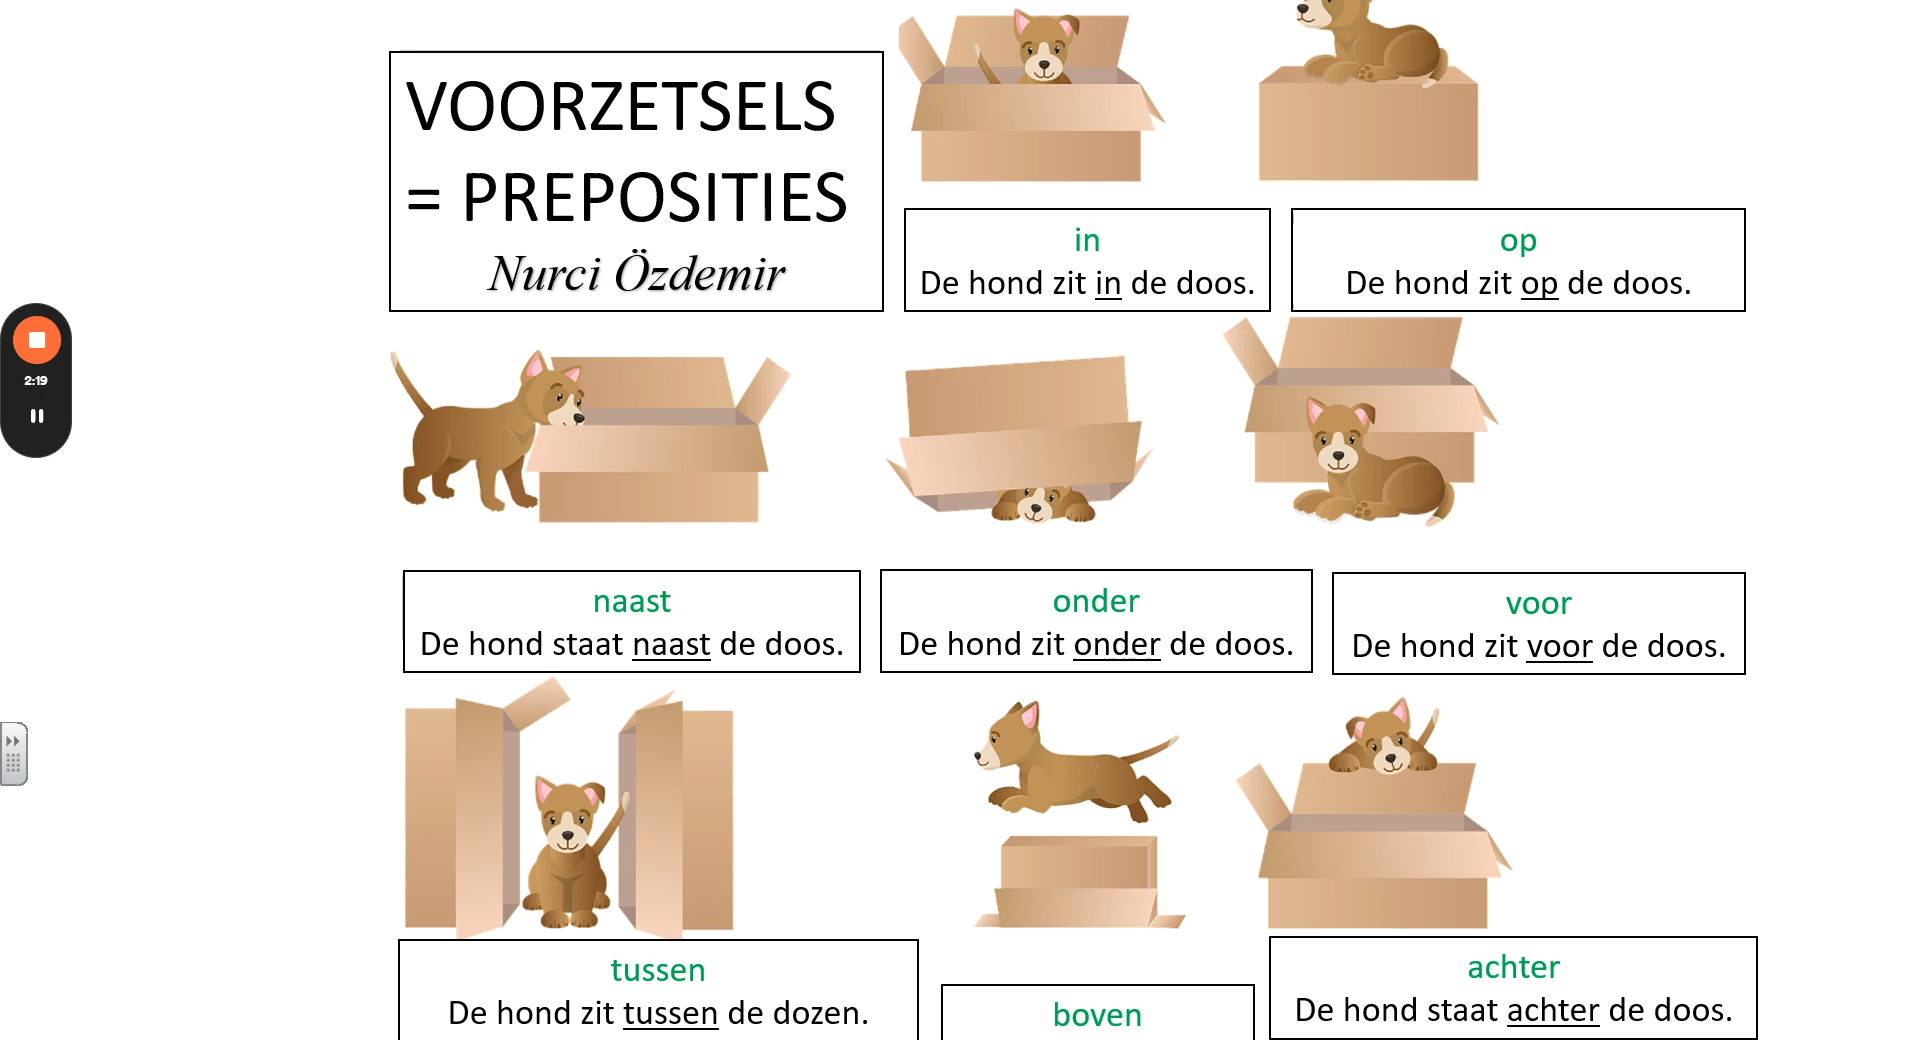 VOORZETSELS
= PREPOSITIES
Nurci Özdemir
in
De hond zit in de doos.
op
De hond zit op de doos.
2:19
naast
De hond staat naast de doos.
onder
De hond zit onder de doos.
voor
De hond zit voor de doos.
tussen
De hond zit tussen de dozen.
boven
achter
De hond staat achter de doos.